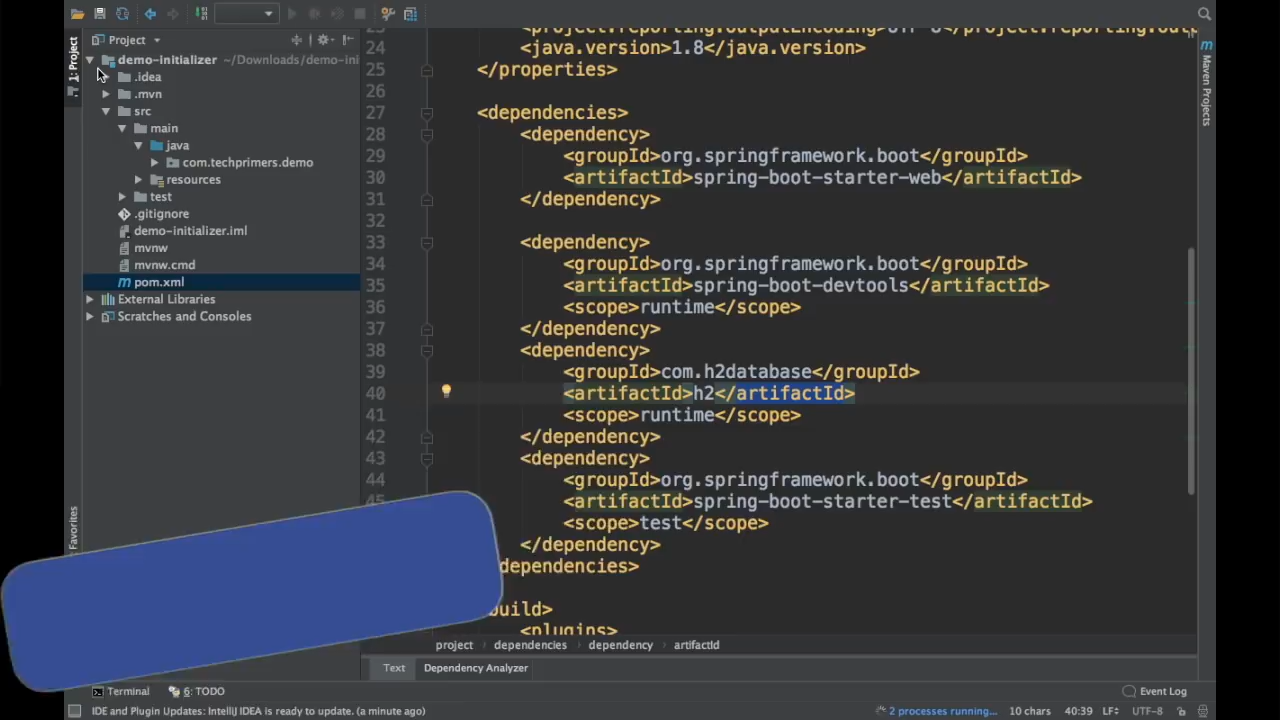 Project
demo-initializer ~/Downloads/demo-ini
.idea
.mvn
src
main
java
com.techprimers.demo
resources
test
.gitignore
demo-initializer.iml
mvnw
mvnw.cmd
pom.xml
External Libraries
Scratches and Consoles
1: Project
Favorites
24 <java.version>1.8</java.version>
25 </properties>
26
27 <dependencies>
28 <dependency>
29 <groupId>org.springframework.boot</groupId>
30 <artifactId>spring-boot-starter-web</artifactId>
31 </dependency>
32
33 <dependency>
34 <groupId>org.springframework.boot</groupId>
35 <artifactId>spring-boot-devtools</artifactId>
36 <scope>runtime</scope>
37 </dependency>
38 <dependency>
39 <groupId>com.h2database</groupId>
40 <artifactId>h2</artifactId>
41 <scope>runtime</scope>
42 </dependency>
43 <dependency>
44 <groupId>org.springframework.boot</groupId>
45 <artifactId>spring-boot-starter-test</artifactId>
<scope>test</scope>
</dependency>
dependencies>
build>
<plugins>
Maven Projects
project dependencies dependency artifactId
Text Dependency Analyzer
Terminal 6: TODO Event Log
IDE and Plugin Updates: IntelliJ IDEA is ready to update. (a minute ago) 2 processes running... 10 chars 40:39 LF UTF-8